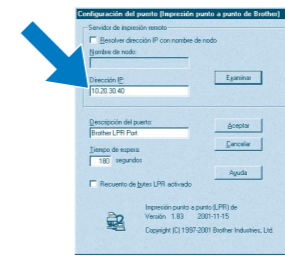 Configuración del puerto (Impresión punto a punto de Brother)
Servidor de impresión remoto
Resolver dirección IP con nombre de nodo
Nombre de nodo:
Dirección IP:
10.20.30.40
Examinar
Descripción del puerto:
Brother LPR Port
Aceptar
Tiempo de espera:
180 segundos
Cancelar
Ayuda
Recuento de bytes LPR activado
Impresión punto a punto (LPR) de
Versión 1.83 2001-11-15
Copyright (C) 1997-2001 Brother Industries, Ltd.